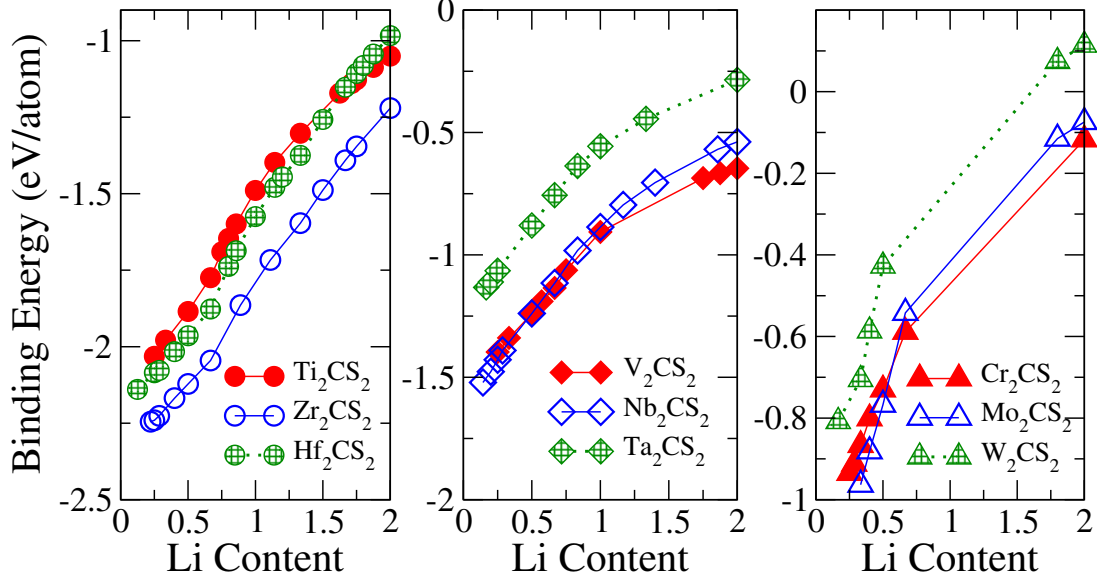 Binding Energy (eV/atom)
-1
-1.5
-2
-2.5
0 0.5 1 1.5 2
Li Content
Ti₂CS₂
Zr₂CS₂
Hf₂CS₂
0
-0.5
-1
-1.5
-2
0 0.5 1 1.5 2
Li Content
V₂CS₂
Nb₂CS₂
Ta₂CS₂
0
-0.2
-0.4
-0.6
-0.8
-1
0 0.5 1 1.5 2
Li Content
Cr₂CS₂
Mo₂CS₂
W₂CS₂